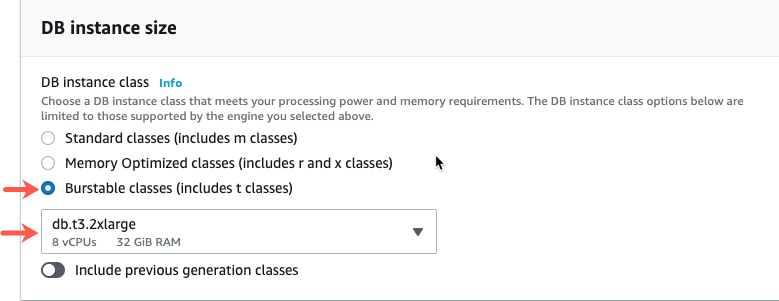 DB instance size
DB instance class Info
Choose a DB instance class that meets your processing power and memory requirements. The DB instance class options below are
limited to those supported by the engine you selected above.
Standard classes (includes m classes)
Memory Optimized classes (includes r and x classes)
Burstable classes (includes t classes)
db.t3.2xlarge
8 vCPUs 32 GiB RAM
Include previous generation classes